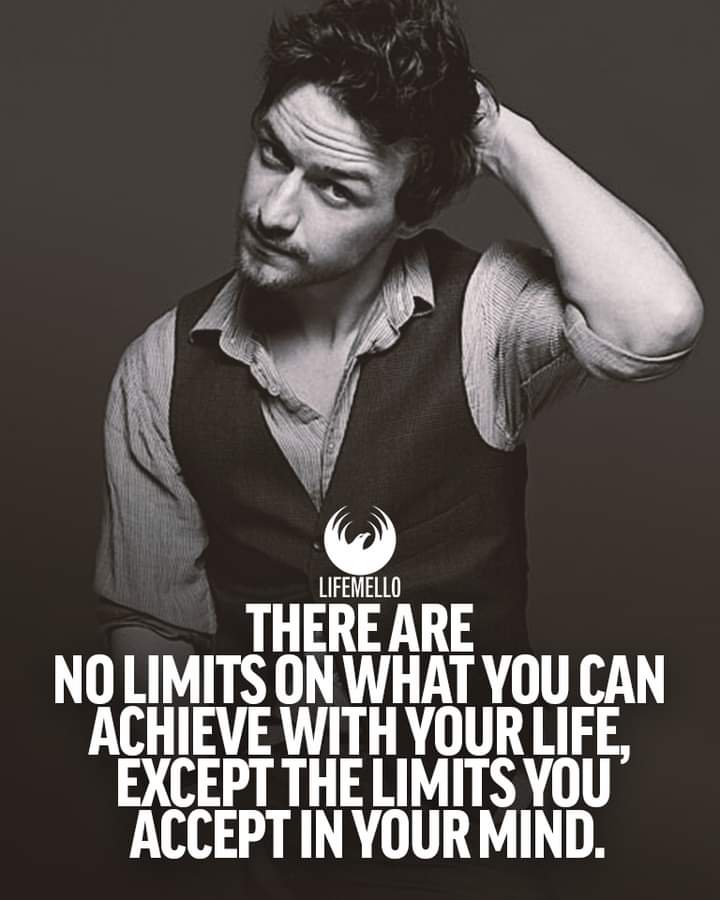 LIFEMELLO
THERE ARE
NO LIMITS ON WHAT YOU CAN
ACHIEVE WITH YOUR LIFE,
EXCEPT THE LIMITS YOU
ACCEPT IN YOUR MIND.